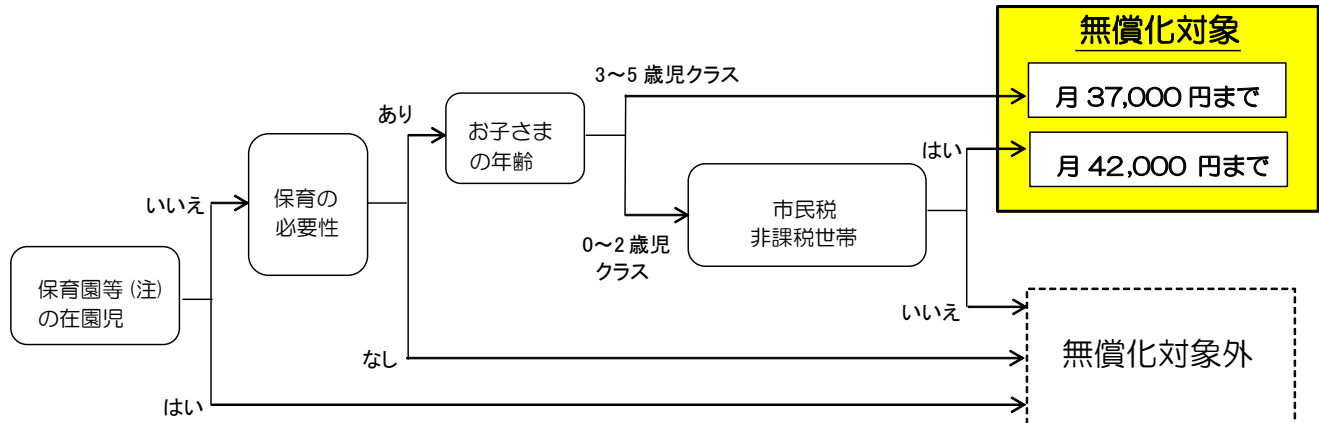 無償化対象
3～5 歳児クラス
月 37,000 円まで
あり
お子さま
の年齢
はい
月 42,000 円まで
保育の
必要性
いいえ
市民税
非課税世帯
0～2 歳児
クラス
保育園等 (注)
の在園児
いいえ
なし
無償化対象外
はい